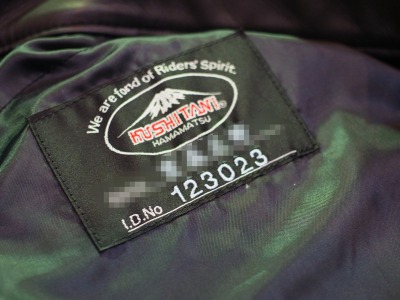 We are fond of Riders' Spirit.
KUSHITANI®
HAMAMATSU
I.D.No 123023